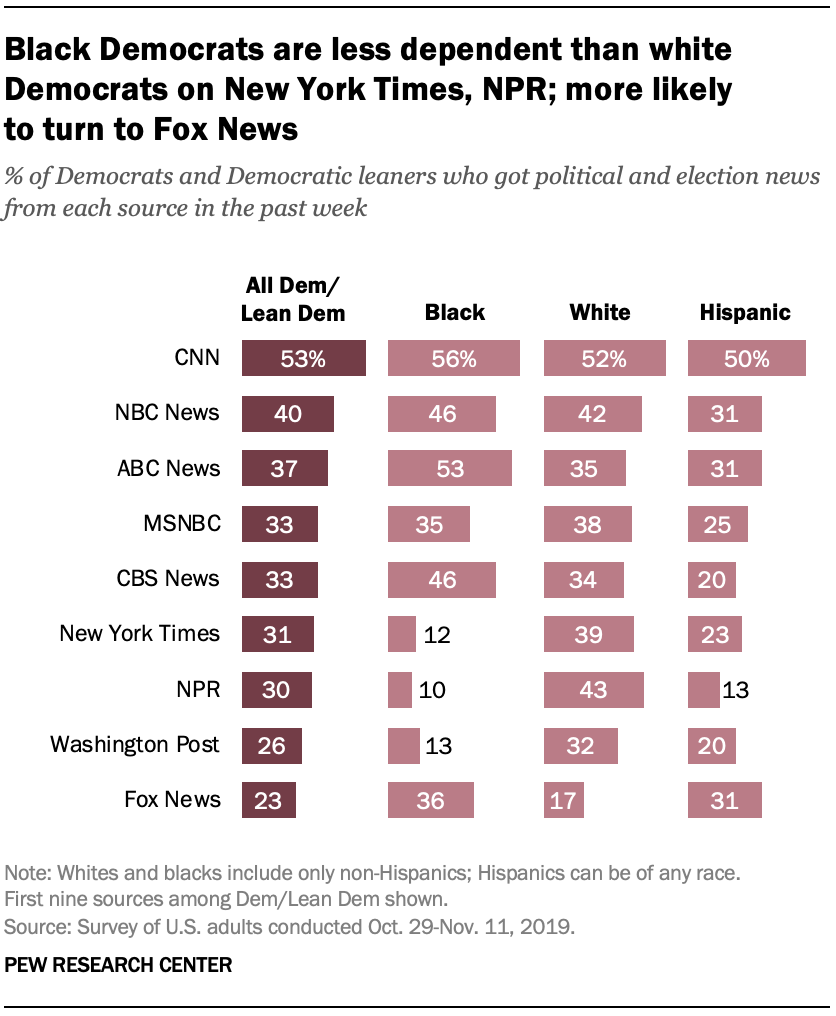 Black Democrats are less dependent than white
Democrats on New York Times, NPR; more likely
to turn to Fox News
% of Democrats and Democratic leaners who got political and election news
from each source in the past week
All Dem/
Lean Dem Black White Hispanic
CNN 53% 56% 52% 50%
NBC News 40 46 42 31
ABC News 37 53 35 31
MSNBC 33 35 38 25
CBS News 33 46 34 20
New York Times 31 12 39 23
NPR 30 10 43 13
Washington Post 26 13 32 20
Fox News 23 36 17 31
Note: Whites and blacks include only non-Hispanics; Hispanics can be of any race.
First nine sources among Dem/Lean Dem shown.
Source: Survey of U.S. adults conducted Oct. 29-Nov. 11, 2019.
PEW RESEARCH CENTER